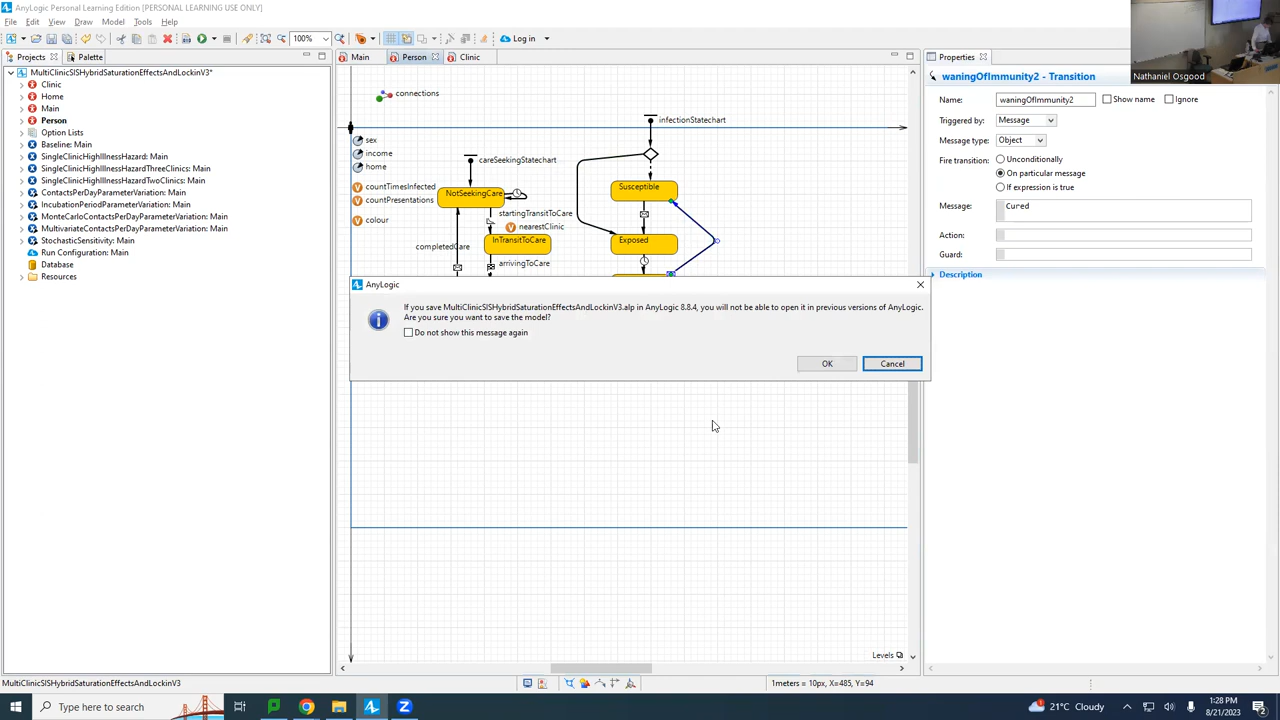 AnyLogic Personal Learning Edition [PERSONAL LEARNING USE ONLY]
File Edit View Draw Model Tools Help
100%
Log in
Projects
Palette
Main
Person
Clinic
Properties
MultiClinicSISHybridSaturationEffectsAndLockinV3*
Clinic
Home
Main
Person
Option Lists
Baseline: Main
SingleClinicHighIllnessHazard: Main
SingleClinicHighIllnessHazardThreeClinics: Main
SingleClinicHighIllnessHazardTwoClinics: Main
ContactsPerDayParameterVariation: Main
IncubationPeriodParameterVariation: Main
MonteCarloContactsPerDayParameterVariation: Main
MultivariateContactsPerDayParameterVariation: Main
StochasticSensitivity: Main
Run Configuration: Main
Database
Resources
connections
sex
income
home
countTimesInfected
countPresentations
colour
careSeekingStatechart
NotSeekingCare
startingTransitToCare
nearestClinic
completedCare
InTransitToCare
arrivingToCare
infectionStatechart
Susceptible
Exposed
waningOfImmunity2 - Transition
Name:
waningOfImmunity2
Show name
Ignore
Triggered by:
Message
Message type:
Object
Fire transition:
Unconditionally
On particular message
If expression is true
Message:
Cured
Action:
Guard:
Description
Nathaniel Osgood
AnyLogic
If you save MultiClinicSISHybridSaturationEffectsAndLockinV3.alp in AnyLogic 8.8.4, you will not be able to open it in previous versions of AnyLogic.
Are you sure you want to save the model?
Do not show this message again
OK
Cancel
Levels
MultiClinicSISHybridSaturationEffectsAndLockinV3
1meters = 10px, X=485, Y=94
Type here to search
21°C Cloudy
1:28 PM
8/21/2023
2